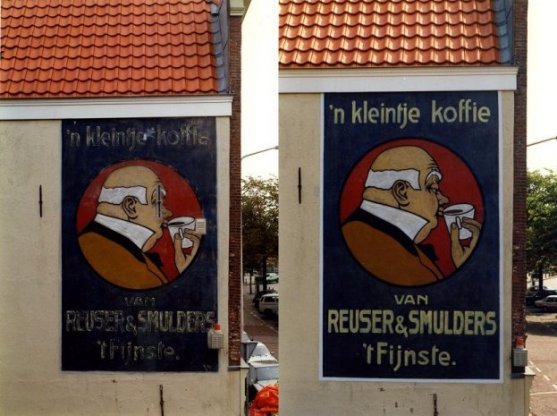 'n kleintje koffie
VAN
REUSER & SMULDERS
't Fijnste.
'n kleintje koffie
VAN
REUSER & SMULDERS
't Fijnste.